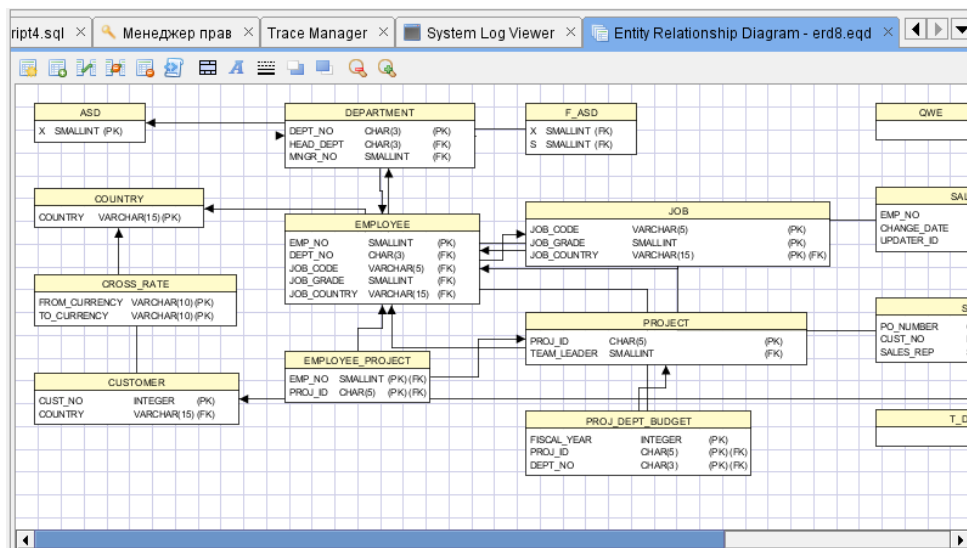 ript4.sql
Менеджер прав
Trace Manager
System Log Viewer
Entity Relationship Diagram - erd8.eqd
ASD
X SMALLINT (PK)
DEPARTMENT
DEPT_NO CHAR(3) (PK)
HEAD_DEPT CHAR(3) (FK)
MNGR_NO SMALLINT (FK)
F_ASD
X SMALLINT (FK)
S SMALLINT (FK)
QWE
COUNTRY
COUNTRY VARCHAR(15) (PK)
EMPLOYEE
EMP_NO SMALLINT (PK)
DEPT_NO CHAR(3) (FK)
JOB_CODE VARCHAR(5) (FK)
JOB_GRADE SMALLINT (FK)
JOB_COUNTRY VARCHAR(15) (FK)
JOB
JOB_CODE VARCHAR(5) (PK)
JOB_GRADE SMALLINT (PK)
JOB_COUNTRY VARCHAR(15) (PK) (FK)
SAL
EMP_NO
CHANGE_DATE
UPDATER_ID
CROSS_RATE
FROM_CURRENCY VARCHAR(10) (PK)
TO_CURRENCY VARCHAR(10) (PK)
PROJECT
PROJ_ID CHAR(5) (PK)
TEAM_LEADER SMALLINT (FK)
S
PO_NUMBER
CUST_NO
SALES_REP
EMPLOYEE_PROJECT
EMP_NO SMALLINT (PK) (FK)
PROJ_ID CHAR(5) (PK) (FK)
CUSTOMER
CUST_NO INTEGER (PK)
COUNTRY VARCHAR(15) (FK)
PROJ_DEPT_BUDGET
FISCAL_YEAR INTEGER (PK)
PROJ_ID CHAR(5) (PK) (FK)
DEPT_NO CHAR(3) (PK) (FK)
T_D